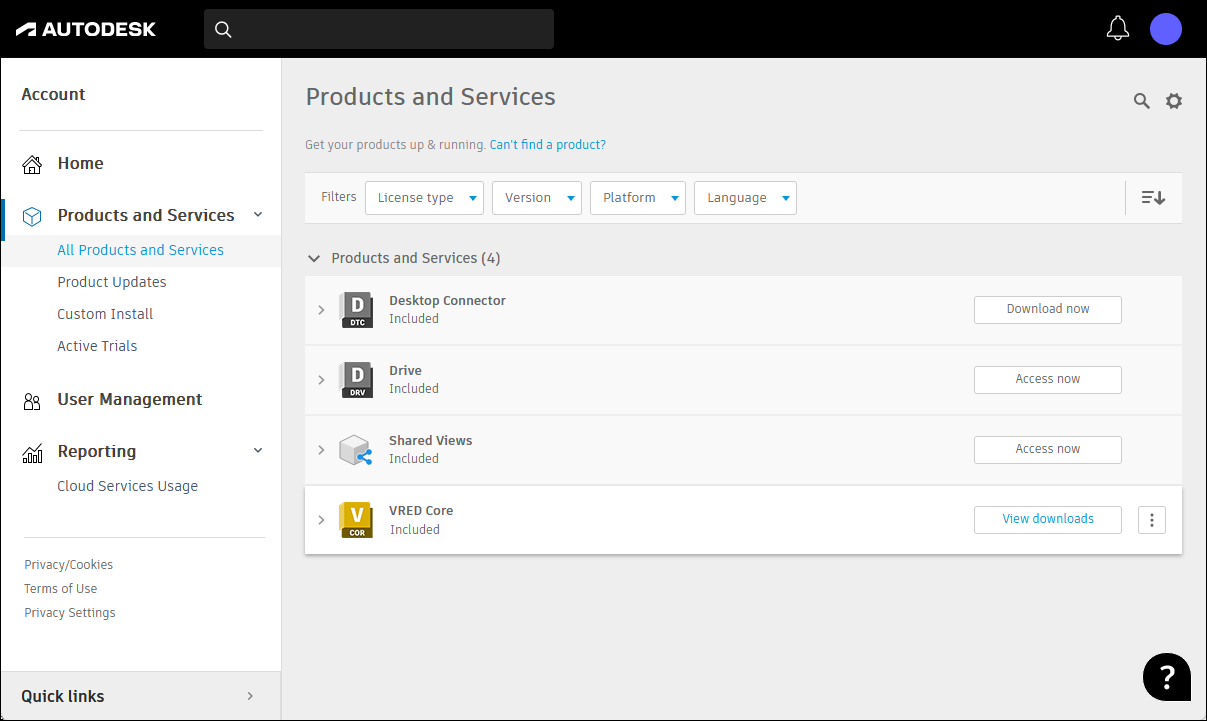 AUTODESK
Account
Home
Products and Services
All Products and Services
Product Updates
Custom Install
Active Trials
User Management
Reporting
Cloud Services Usage
Privacy/Cookies
Terms of Use
Privacy Settings
Quick links
Products and Services
Get your products up & running. Can't find a product?
Filters License type Version Platform Language
Products and Services (4)
D
DTC
Desktop Connector
Included
Download now
D
DRV
Drive
Included
Access now
Shared Views
Included
Access now
V
COR
VRED Core
Included
View downloads
?